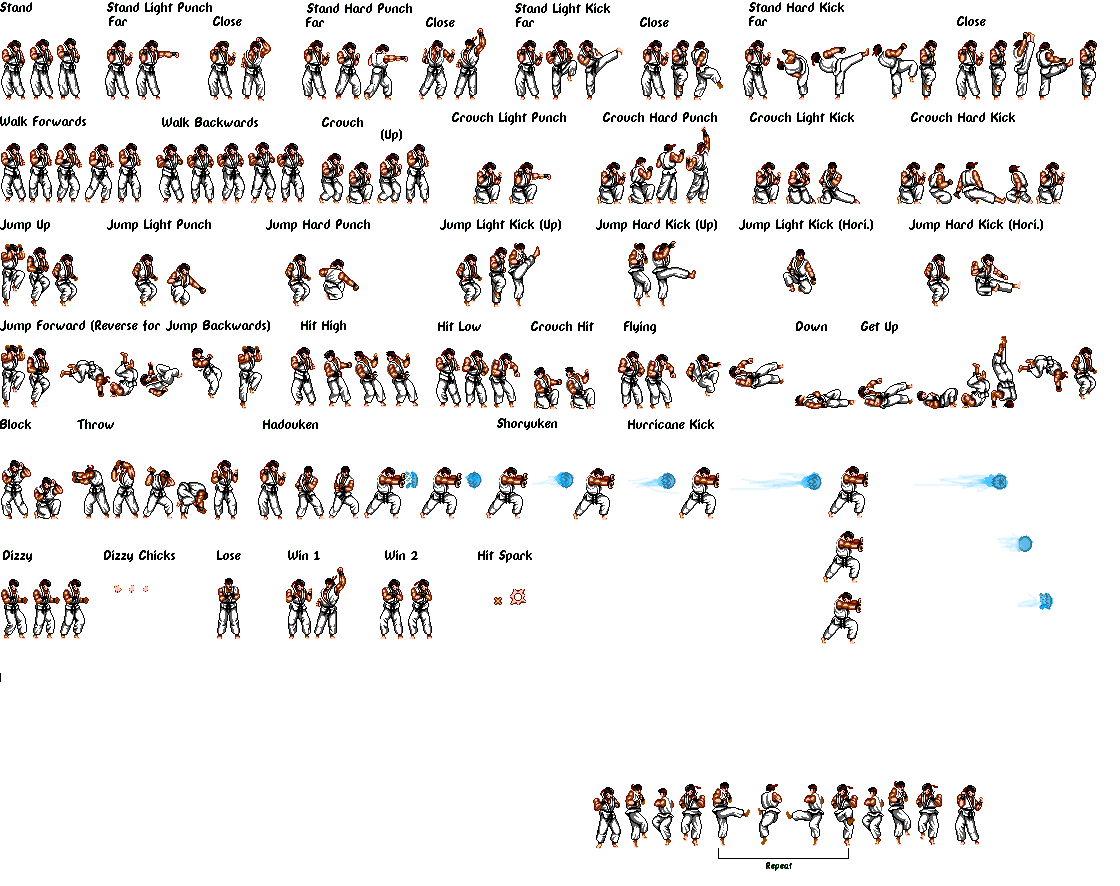 Stand
Stand Light Punch
Stand Hard Punch
Stand Light Kick
Stand Hard Kick
Far
Close
Far
Close
Far
Close
Far
Close
Walk Forwards
Walk Backwards
Crouch
(Up)
Crouch Light Punch
Crouch Hard Punch
Crouch Light Kick
Crouch Hard Kick
Jump Up
Jump Light Punch
Jump Hard Punch
Jump Light Kick (Up)
Jump Hard Kick (Up)
Jump Light Kick (Hori.)
Jump Hard Kick (Hori.)
Jump Forward (Reverse for Jump Backwards)
Hit High
Hit Low
Crouch Hit
Flying
Down
Get Up
Block
Throw
Hadouken
Shoryuken
Hurricane Kick
Dizzy
Dizzy Chicks
Lose
Win 1
Win 2
Hit Spark
Repeat